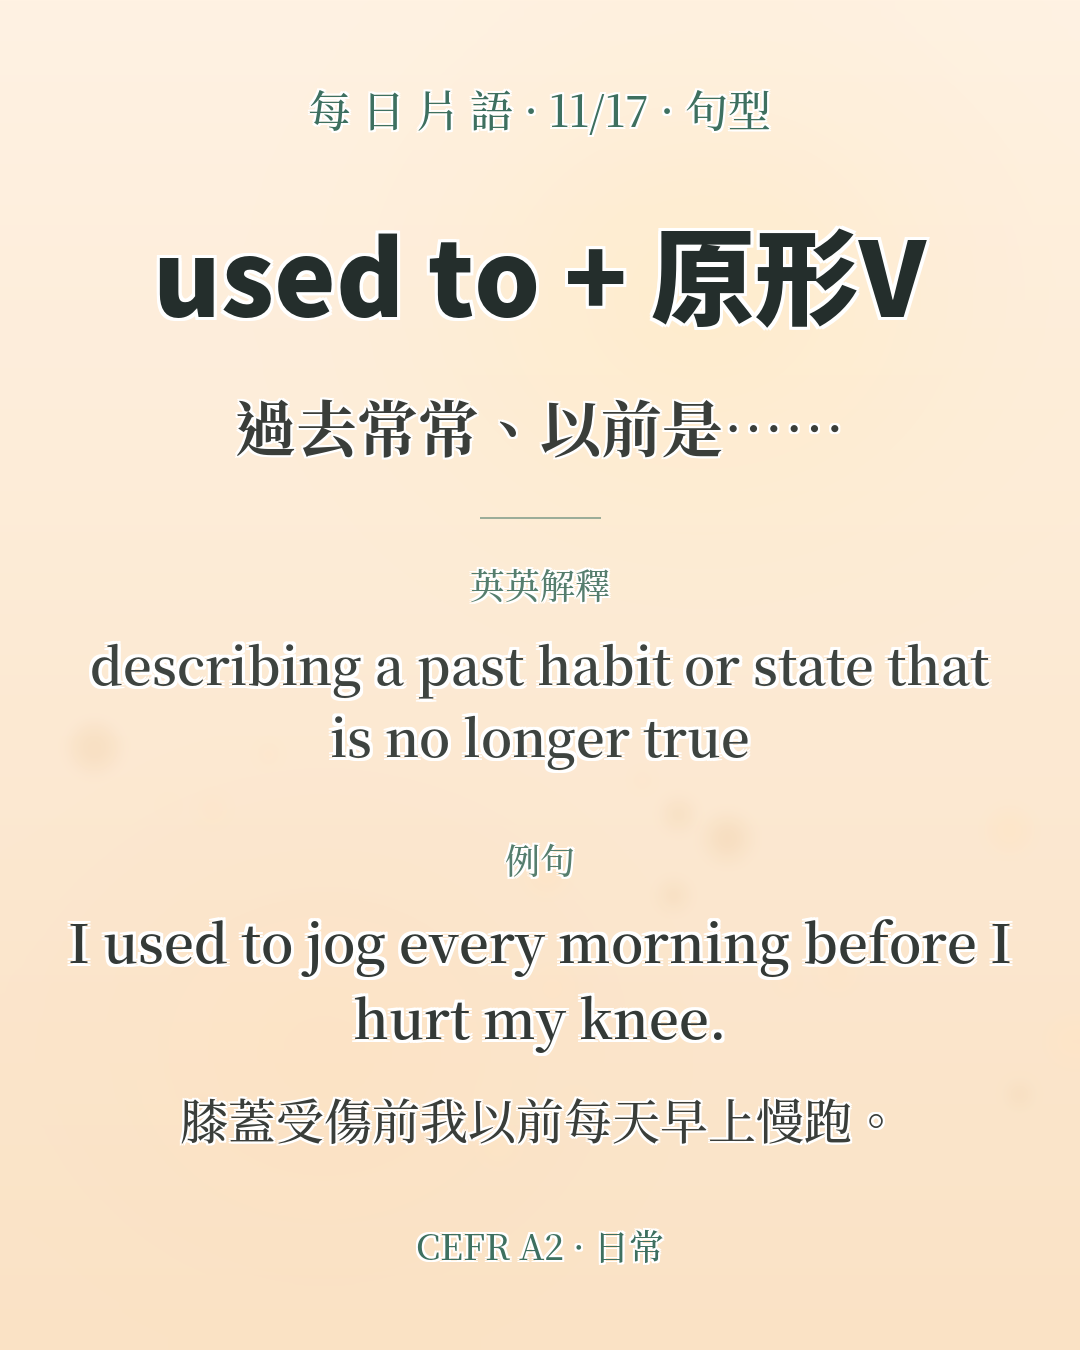 每日片語 · 11/17 · 句型
used to + 原形V
過去常常、以前是……
英英解釋
describing a past habit or state that
is no longer true
例句
I used to jog every morning before I
hurt my knee.
膝蓋受傷前我以前每天早上慢跑。
CEFR A2 · 日常